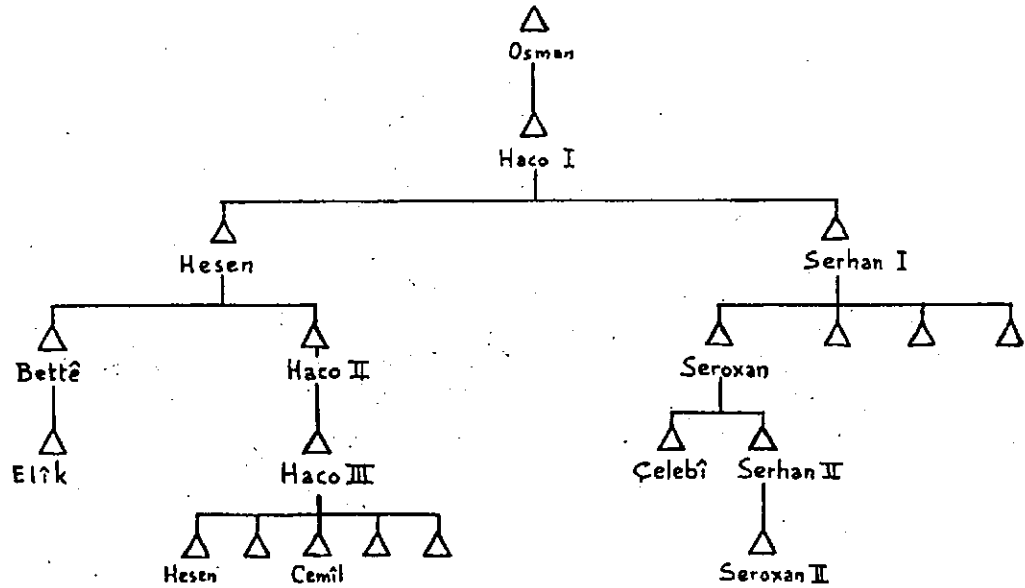 Osman
Haco I
Hesen
Serhan I
Bettê
Haco II
Seroxan
Elîk
Haco III
Çelebî
Serhan II
Hesen
Cemîl
Seroxan II